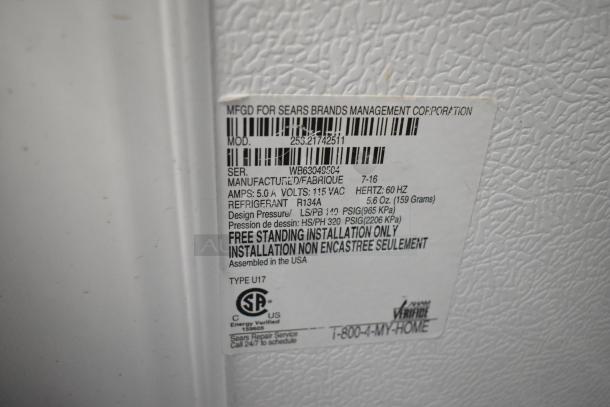 MFGD FOR SEARS BRANDS MANAGEMENT CORPORATION
MOD. 253.21742511
SER. WB63049504
MANUFACTURED/FABRIQUE 7-16
AMPS: 5.0 A VOLTS: 115 VAC HERTZ: 60 HZ
REFRIGERANT R134A 5.6 Oz. (159 Grams)
Design Pressure/ LS/PB 140 PSIG(965 KPa)
Pression de dessin: HS/PH 320 PSIG(2206 KPa)
FREE STANDING INSTALLATION ONLY
INSTALLATION NON ENCASTREE SEULEMENT
Assembled in the USA
TYPE U17
C US
Energy Verified
VERIFIDE
Sears Repair Service
Call 24/7 to schedule
1-800-4-MY-HOME